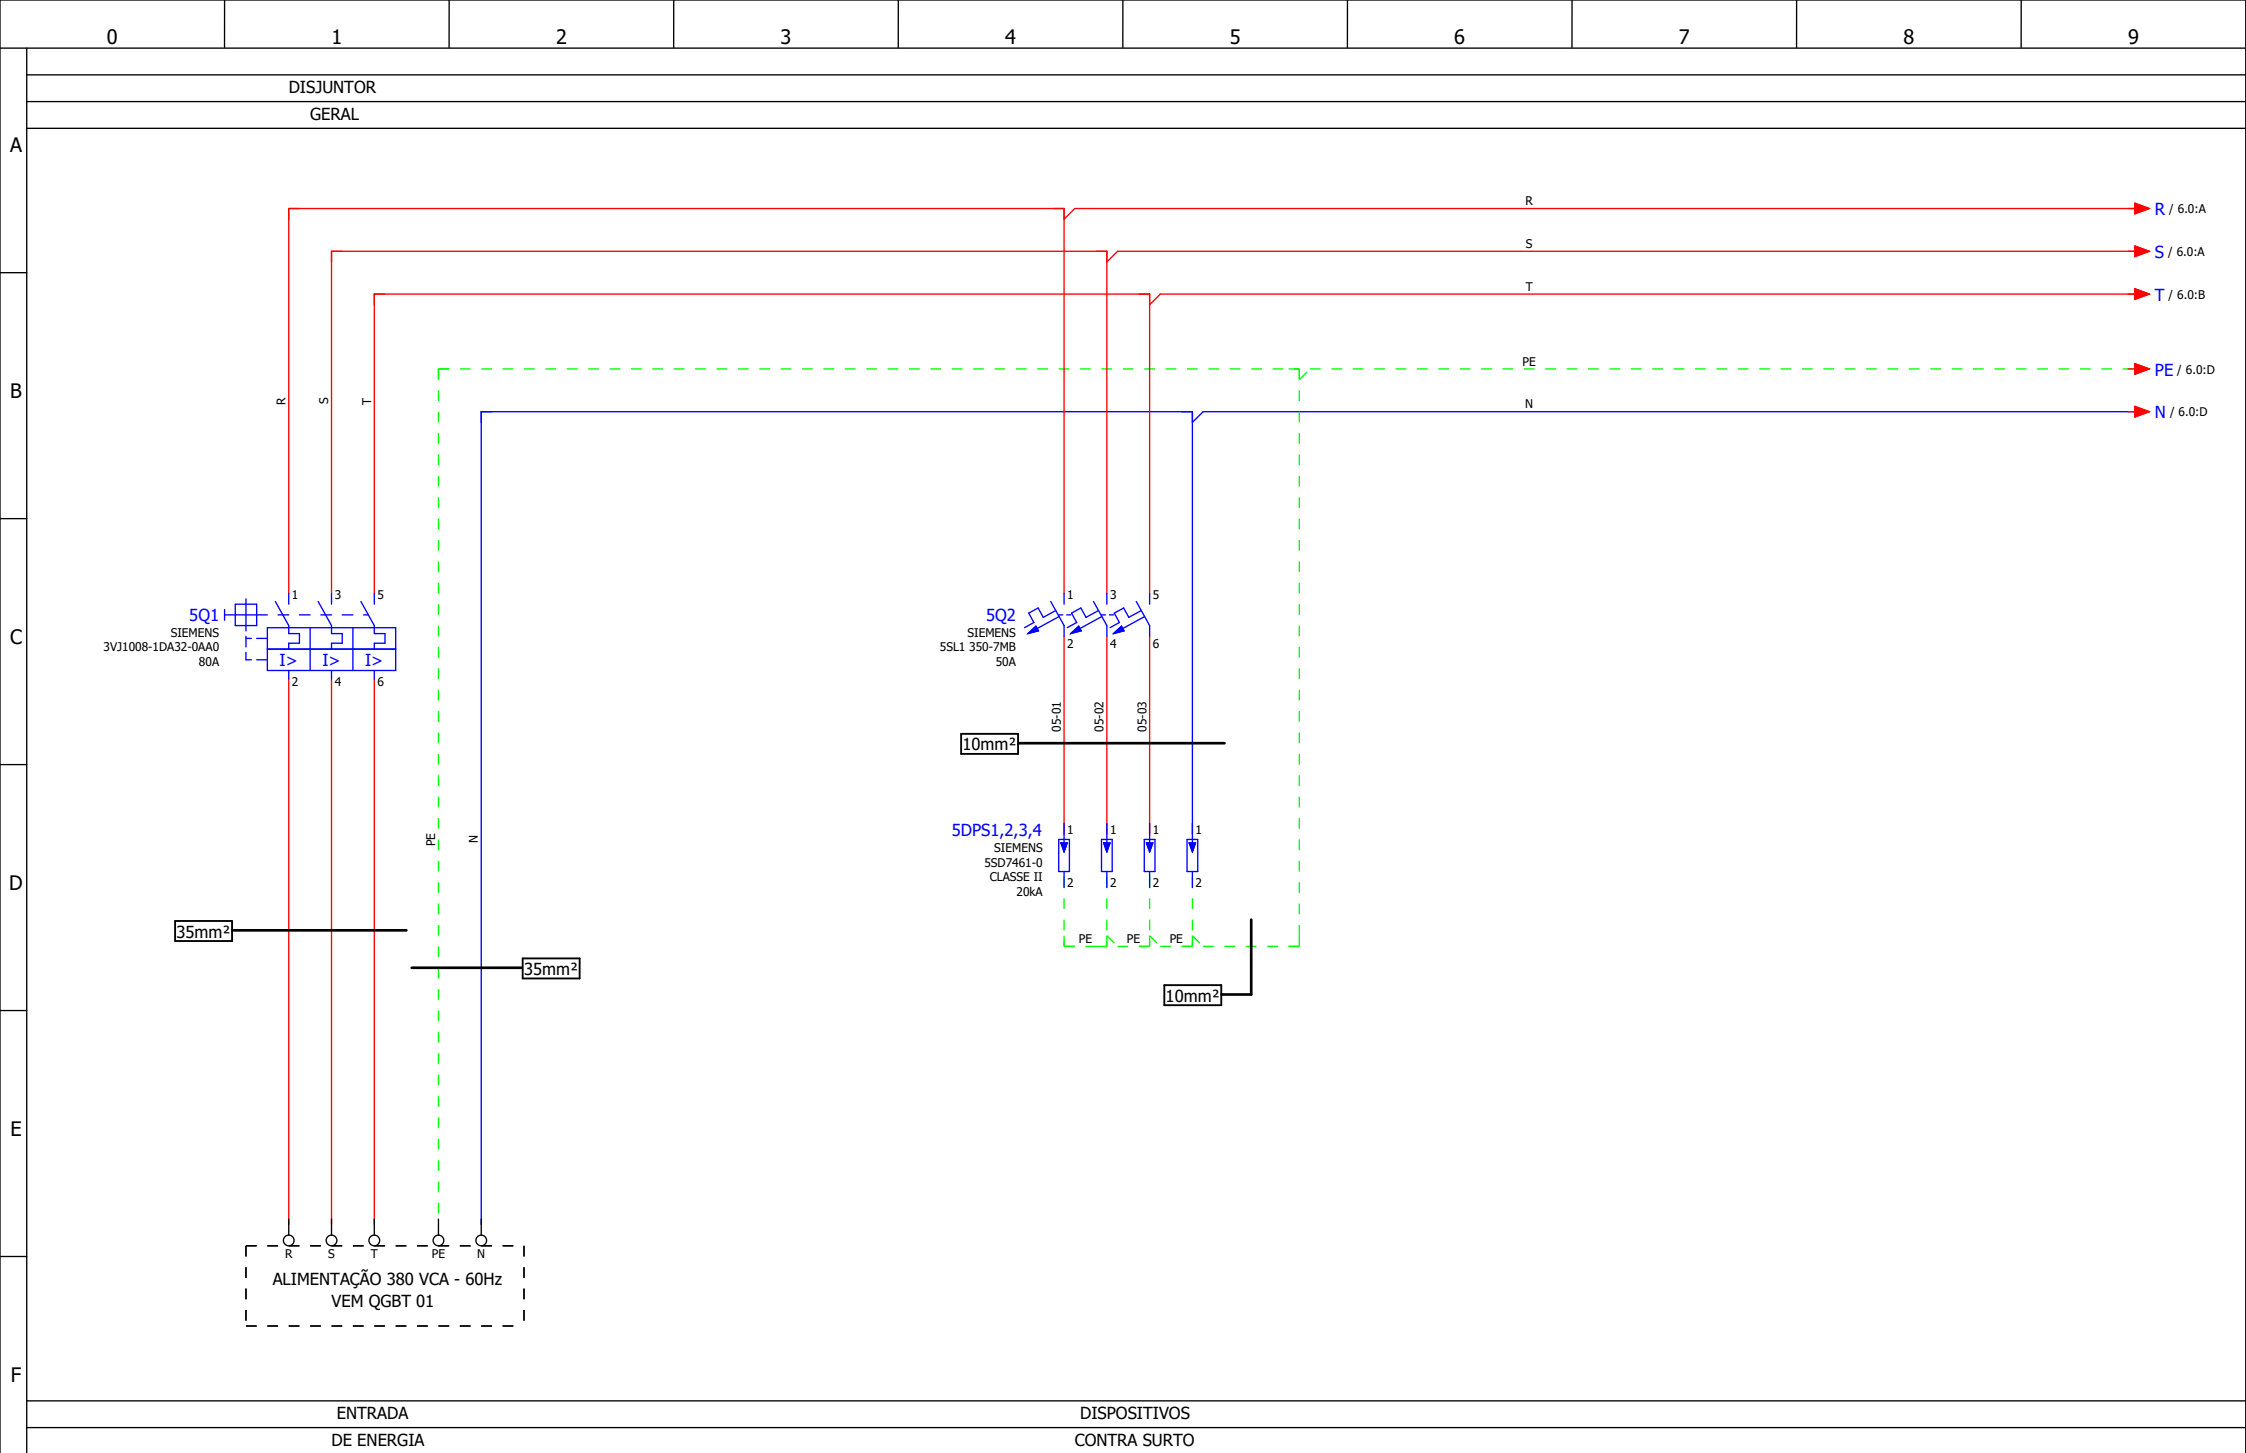 0 1 2 3 4 5 6 7 8 9
DISJUNTOR
GERAL
A
R
R / 6.0:A
S
S / 6.0:A
T
T / 6.0:B
PE
PE / 6.0:D
B
R S T
N
N / 6.0:D
1 3 5
5Q1
SIEMENS
3VJ1008-1DA32-0AA0
80A
I> I> I>
2 4 6
1 3 5
5Q2
SIEMENS
5SL1 350-7MB
50A
2 4 6
C
05-01 05-02 05-03
10mm²
PE N
5DPS1,2,3,4
SIEMENS
5SD7461-0
CLASSE II
20kA
1 1 1 1
2 2 2 2
D
35mm²
PE PE PE
35mm²
10mm²
E
R S T PE N
ALIMENTAÇÃO 380 VCA - 60Hz
VEM QGBT 01
F
ENTRADA
DE ENERGIA
DISPOSITIVOS
CONTRA SURTO